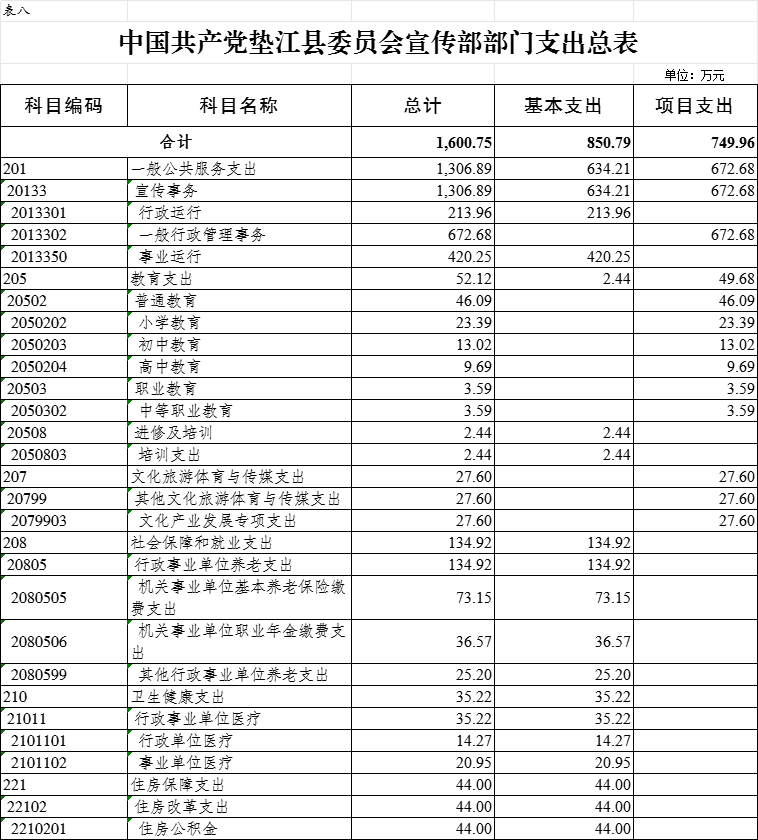 表八
中国共产党垫江县委员会宣传部部门支出总表
单位：万元
科目编码 科目名称 总计 基本支出 项目支出
合计 1,600.75 850.79 749.96
201 一般公共服务支出 1,306.89 634.21 672.68
20133 宣传事务 1,306.89 634.21 672.68
2013301 行政运行 213.96 213.96
2013302 一般行政管理事务 672.68 672.68
2013350 事业运行 420.25 420.25
205 教育支出 52.12 2.44 49.68
20502 普通教育 46.09 46.09
2050202 小学教育 23.39 23.39
2050203 初中教育 13.02 13.02
2050204 高中教育 9.69 9.69
20503 职业教育 3.59 3.59
2050302 中等职业教育 3.59 3.59
20508 进修及培训 2.44 2.44
2050803 培训支出 2.44 2.44
207 文化旅游体育与传媒支出 27.60 27.60
20799 其他文化旅游体育与传媒支出 27.60 27.60
2079903 文化产业发展专项支出 27.60 27.60
208 社会保障和就业支出 134.92 134.92
20805 行政事业单位养老支出 134.92 134.92
2080505 机关事业单位基本养老保险缴
费支出 73.15 73.15
2080506 机关事业单位职业年金缴费支
出 36.57 36.57
2080599 其他行政事业单位养老支出 25.20 25.20
210 卫生健康支出 35.22 35.22
21011 行政事业单位医疗 35.22 35.22
2101101 行政单位医疗 14.27 14.27
2101102 事业单位医疗 20.95 20.95
221 住房保障支出 44.00 44.00
22102 住房改革支出 44.00 44.00
2210201 住房公积金 44.00 44.00